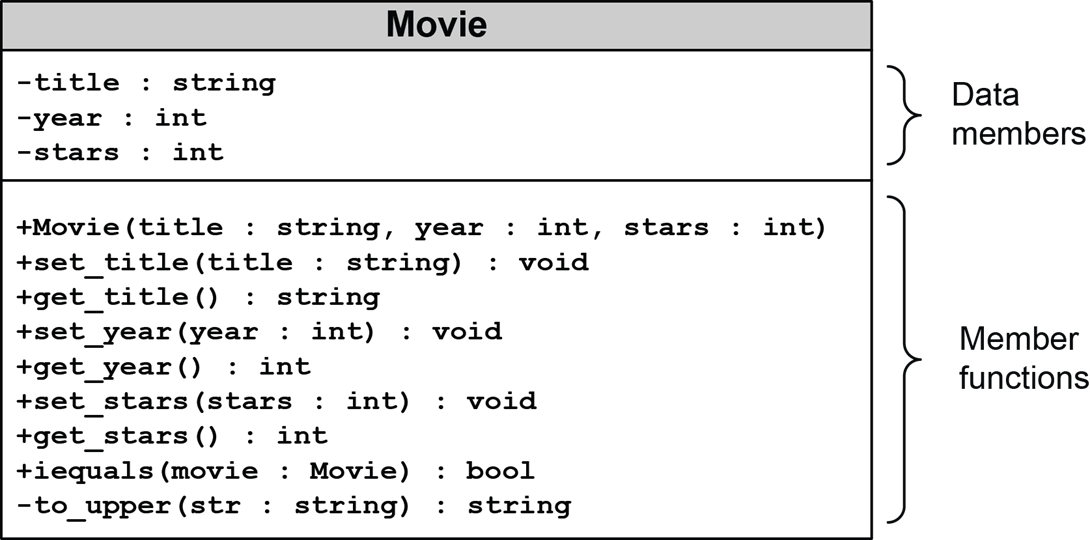 Movie
-title : string
-year : int
-stars : int
Data
members
+Movie(title : string, year : int, stars : int)
+set_title(title : string) : void
+get_title() : string
+set_year(year : int) : void
+get_year() : int
+set_stars(stars : int) : void
+get_stars() : int
+iequals(movie : Movie) : bool
-to_upper(str : string) : string
Member
functions